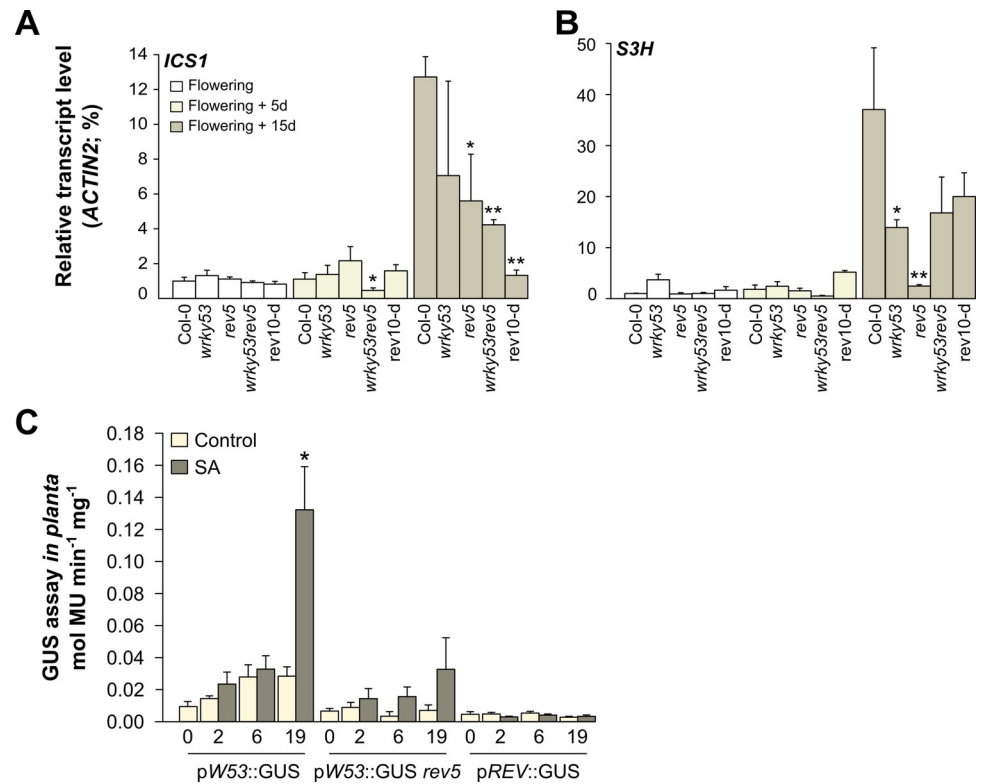 A
Relative transcript level
(ACTIN2; %)
ICS1
Flowering
Flowering + 5d
Flowering + 15d
14
12
10
8
6
4
2
0
*
*
**
**
Col-0 wrky53 rev5 wrky53rev5 rev10-d Col-0 wrky53 rev5 wrky53rev5 rev10-d Col-0 wrky53 rev5 wrky53rev5 rev10-d
B
S3H
50
40
30
20
10
0
*
**
Col-0 wrky53 rev5 wrky53rev5 rev10-d Col-0 wrky53 rev5 wrky53rev5 rev10-d Col-0 wrky53 rev5 wrky53rev5 rev10-d
C
GUS assay in planta
mol MU min-1 mg-1
Control
SA
0.18
0.16
0.14
0.12
0.10
0.08
0.06
0.04
0.02
0.00
*
0 2 6 19 0 2 6 19 0 2 6 19
pW53::GUS pW53::GUS rev5 pREV::GUS